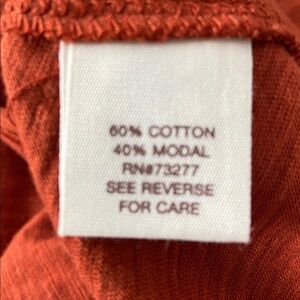 60% COTTON
40% MODAL
RN#73277
SEE REVERSE
FOR CARE